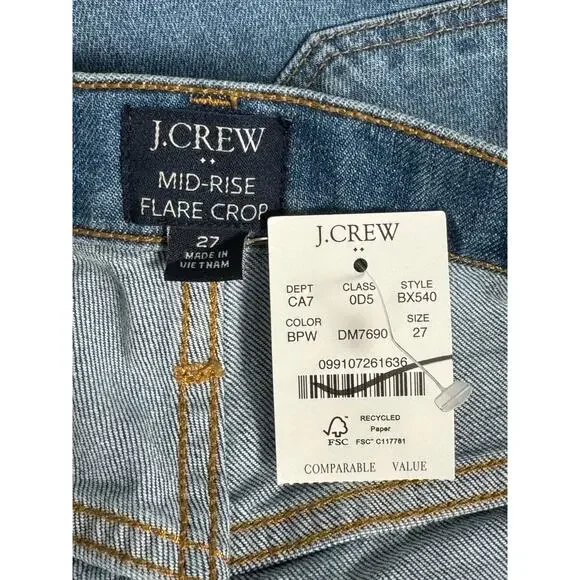 J.CREW
MID-RISE
FLARE CROP
27
MADE IN
VIETNAM
J.CREW
DEPT CLASS STYLE
CA7 0D5 BX540
COLOR SIZE
BPW DM7690 27
099107261636
FSC
RECYCLED
Paper
FSC® C117781
COMPARABLE VALUE